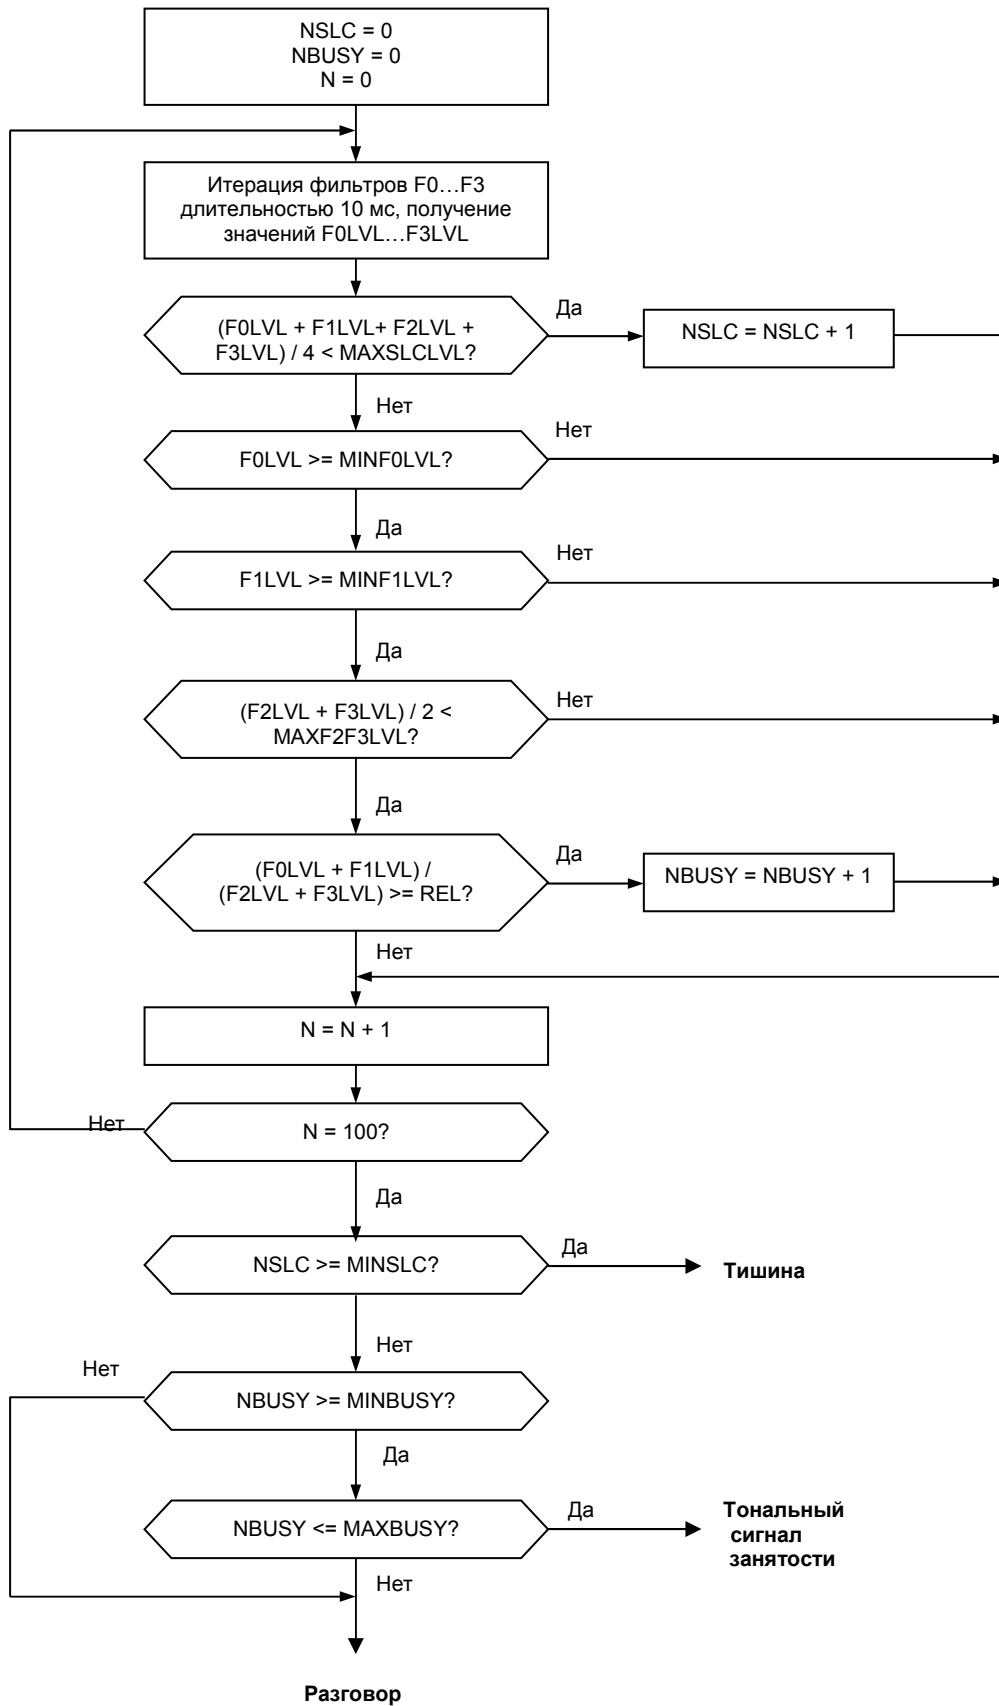 NSLC = 0
NBUSY = 0
N = 0
Итерация фильтров F0…F3
длительностью 10 мс, получение
значений F0LVL…F3LVL
(F0LVL + F1LVL+ F2LVL +
F3LVL) / 4 < MAXSLCLVL?
Да
NSLC = NSLC + 1
Нет
F0LVL >= MINF0LVL?
Нет
Да
F1LVL >= MINF1LVL?
Нет
Да
(F2LVL + F3LVL) / 2 <
MAXF2F3LVL?
Нет
Да
(F0LVL + F1LVL) /
(F2LVL + F3LVL) >= REL?
Да
NBUSY = NBUSY + 1
Нет
N = N + 1
Нет
N = 100?
Да
NSLC >= MINSLC?
Да
Тишина
Нет
Нет
NBUSY >= MINBUSY?
Да
NBUSY <= MAXBUSY?
Да
Тональный
сигнал
занятости
Нет
Разговор